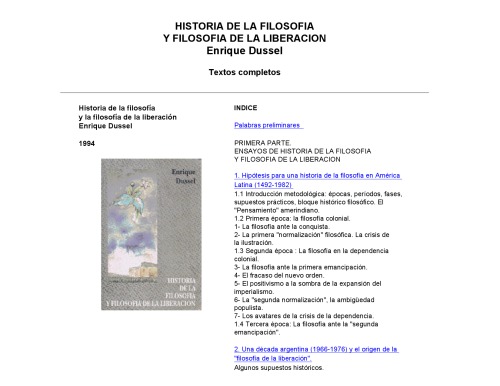 HISTORIA DE LA FILOSOFIA
Y FILOSOFIA DE LA LIBERACION
Enrique Dussel
Textos completos
Historia de la filosofía
y la filosofía de la liberación
Enrique Dussel
1994
Enrique
Dussel
HISTORIA
DE LA
FILOSOFIA
Y FILOSOFIA DE LA LIBERACION
INDICE
Palabras preliminares
PRIMERA PARTE.
ENSAYOS DE HISTORIA DE LA FILOSOFIA
Y FILOSOFIA DE LA LIBERACION
1. Hipótesis para una historia de la filosofía en América
Latina (1492-1982)
1.1 Introducción metodológica: épocas, períodos, fases,
supuestos prácticos, bloque histórico filosófico. El
"Pensamiento" amerindiano.
1.2 Primera época: la filosofía colonial.
1- La filosofía ante la conquista.
2- La primera "normalización" filosófica. La crisis de
la ilustración.
1.3 Segunda época : La filosofía en la dependencia
colonial.
3- La filosofía ante la primera emancipación.
4- El fracaso del nuevo orden.
5- El positivismo a la sombra de la expansión del
imperialismo.
6- La "segunda normalización", la ambigüedad
populista.
7- Los avatares de la crisis de la dependencia.
1.4 Tercera época: La filosofía ante la "segunda
emancipación".
2. Una década argentina (1966-1976) y el origen de la
"filosofía de la liberación".
Algunos supuestos históricos.